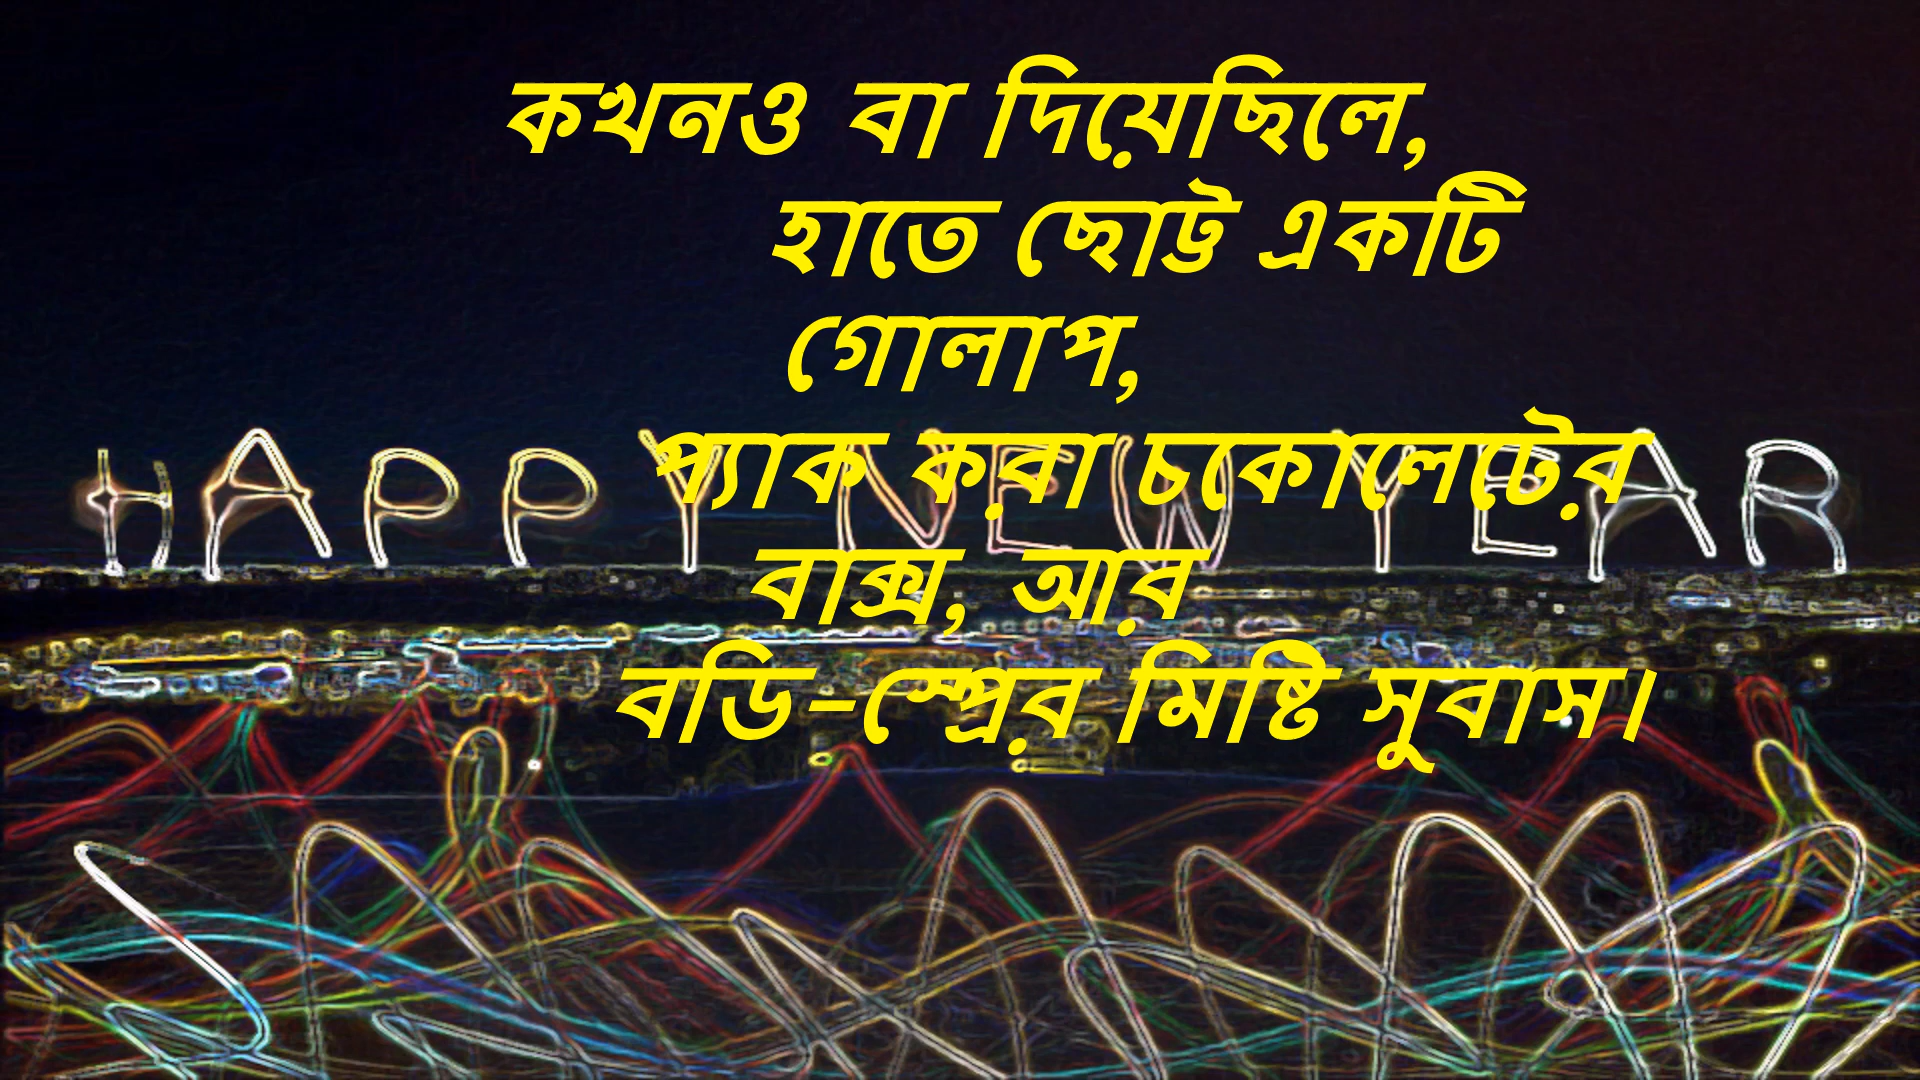 কখনও বা দিয়েছিলে,
হাতে ছোট্ট একটি
গোলাপ,
প্যাক করা চকোলেটের
HAPPY NEW YEAR
বাক্স, আর
বডি-স্প্রের মিষ্টি সুবাস।